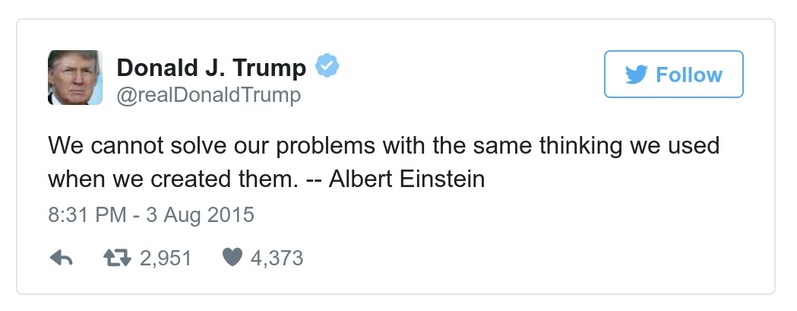 Donald J. Trump
@realDonaldTrump
Follow
We cannot solve our problems with the same thinking we used
when we created them. -- Albert Einstein
8:31 PM - 3 Aug 2015
2,951 4,373